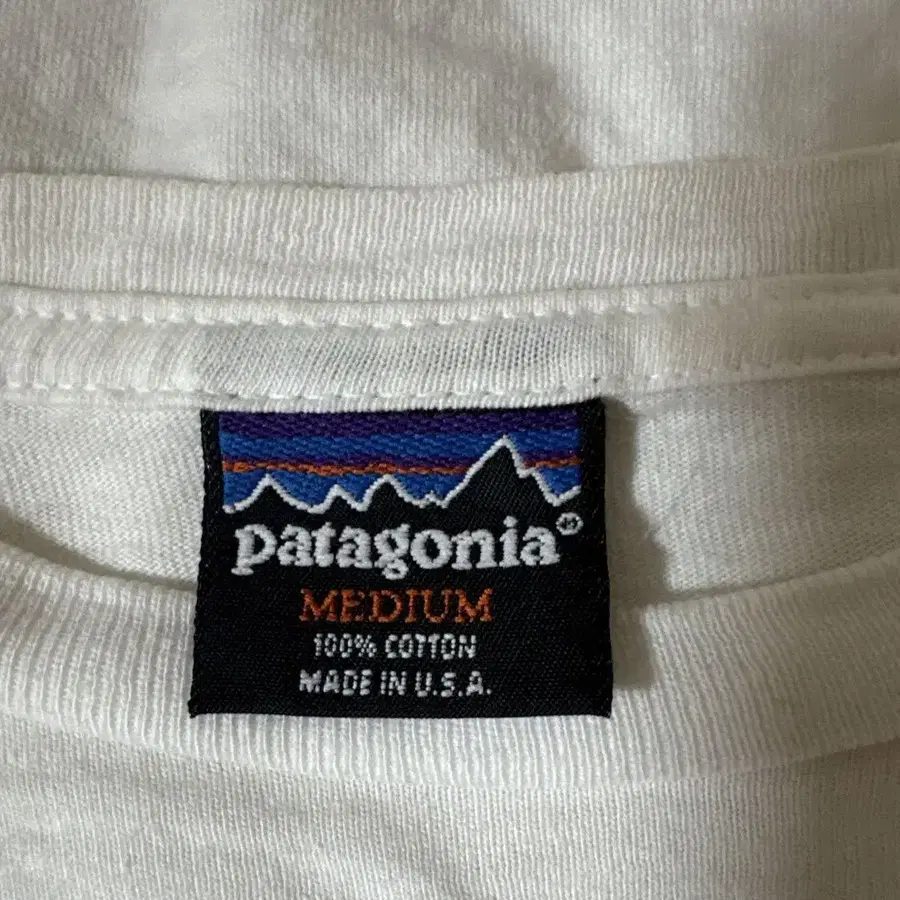 patagonia®
MEDIUM
100% COTTON
MADE IN U.S.A.